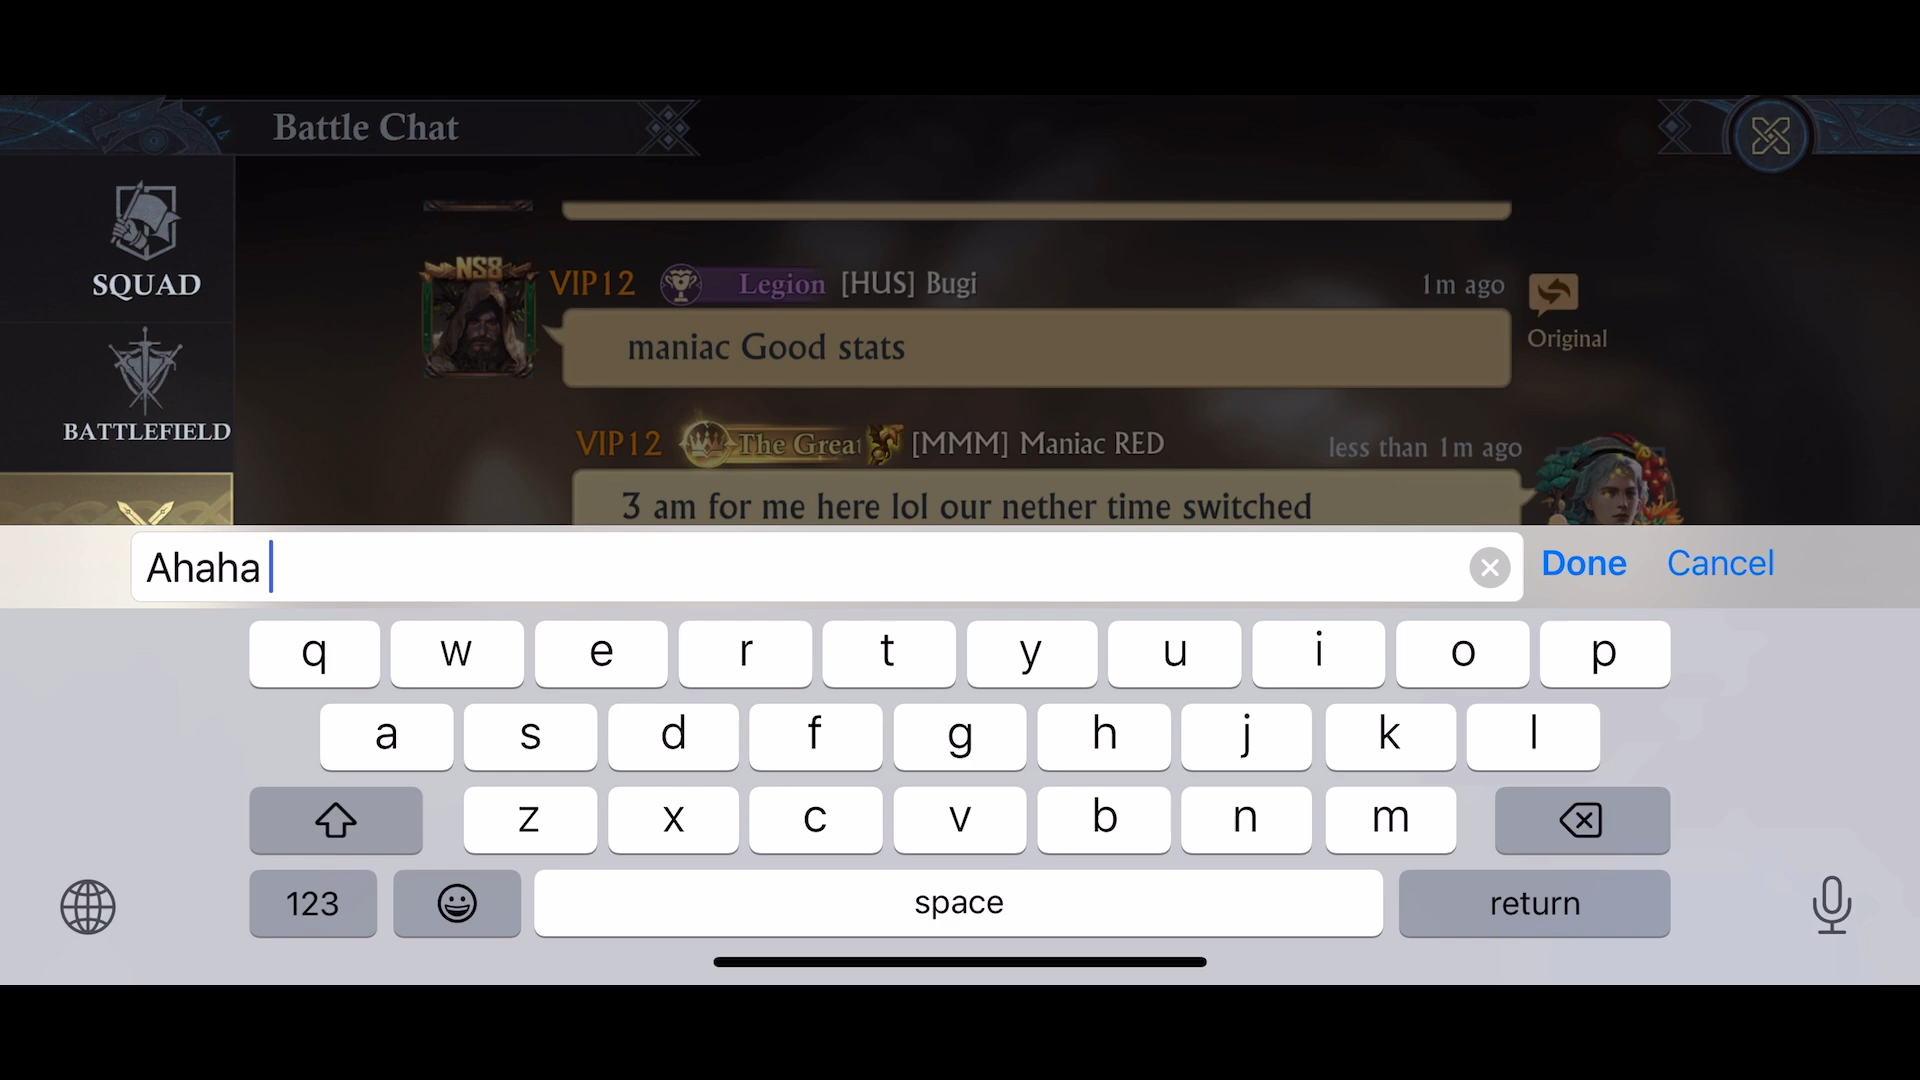 Battle Chat
SQUAD
BATTLEFIELD
NS8
VIP12 Legion [HUS] Bugi 1m ago
maniac Good stats
Original
VIP12 The Great [MMM] Maniac RED less than 1m ago
3 am for me here lol our nether time switched
Ahaha
Done Cancel
q w e r t y u i o p
a s d f g h j k l
z x c v b n m
123 space return